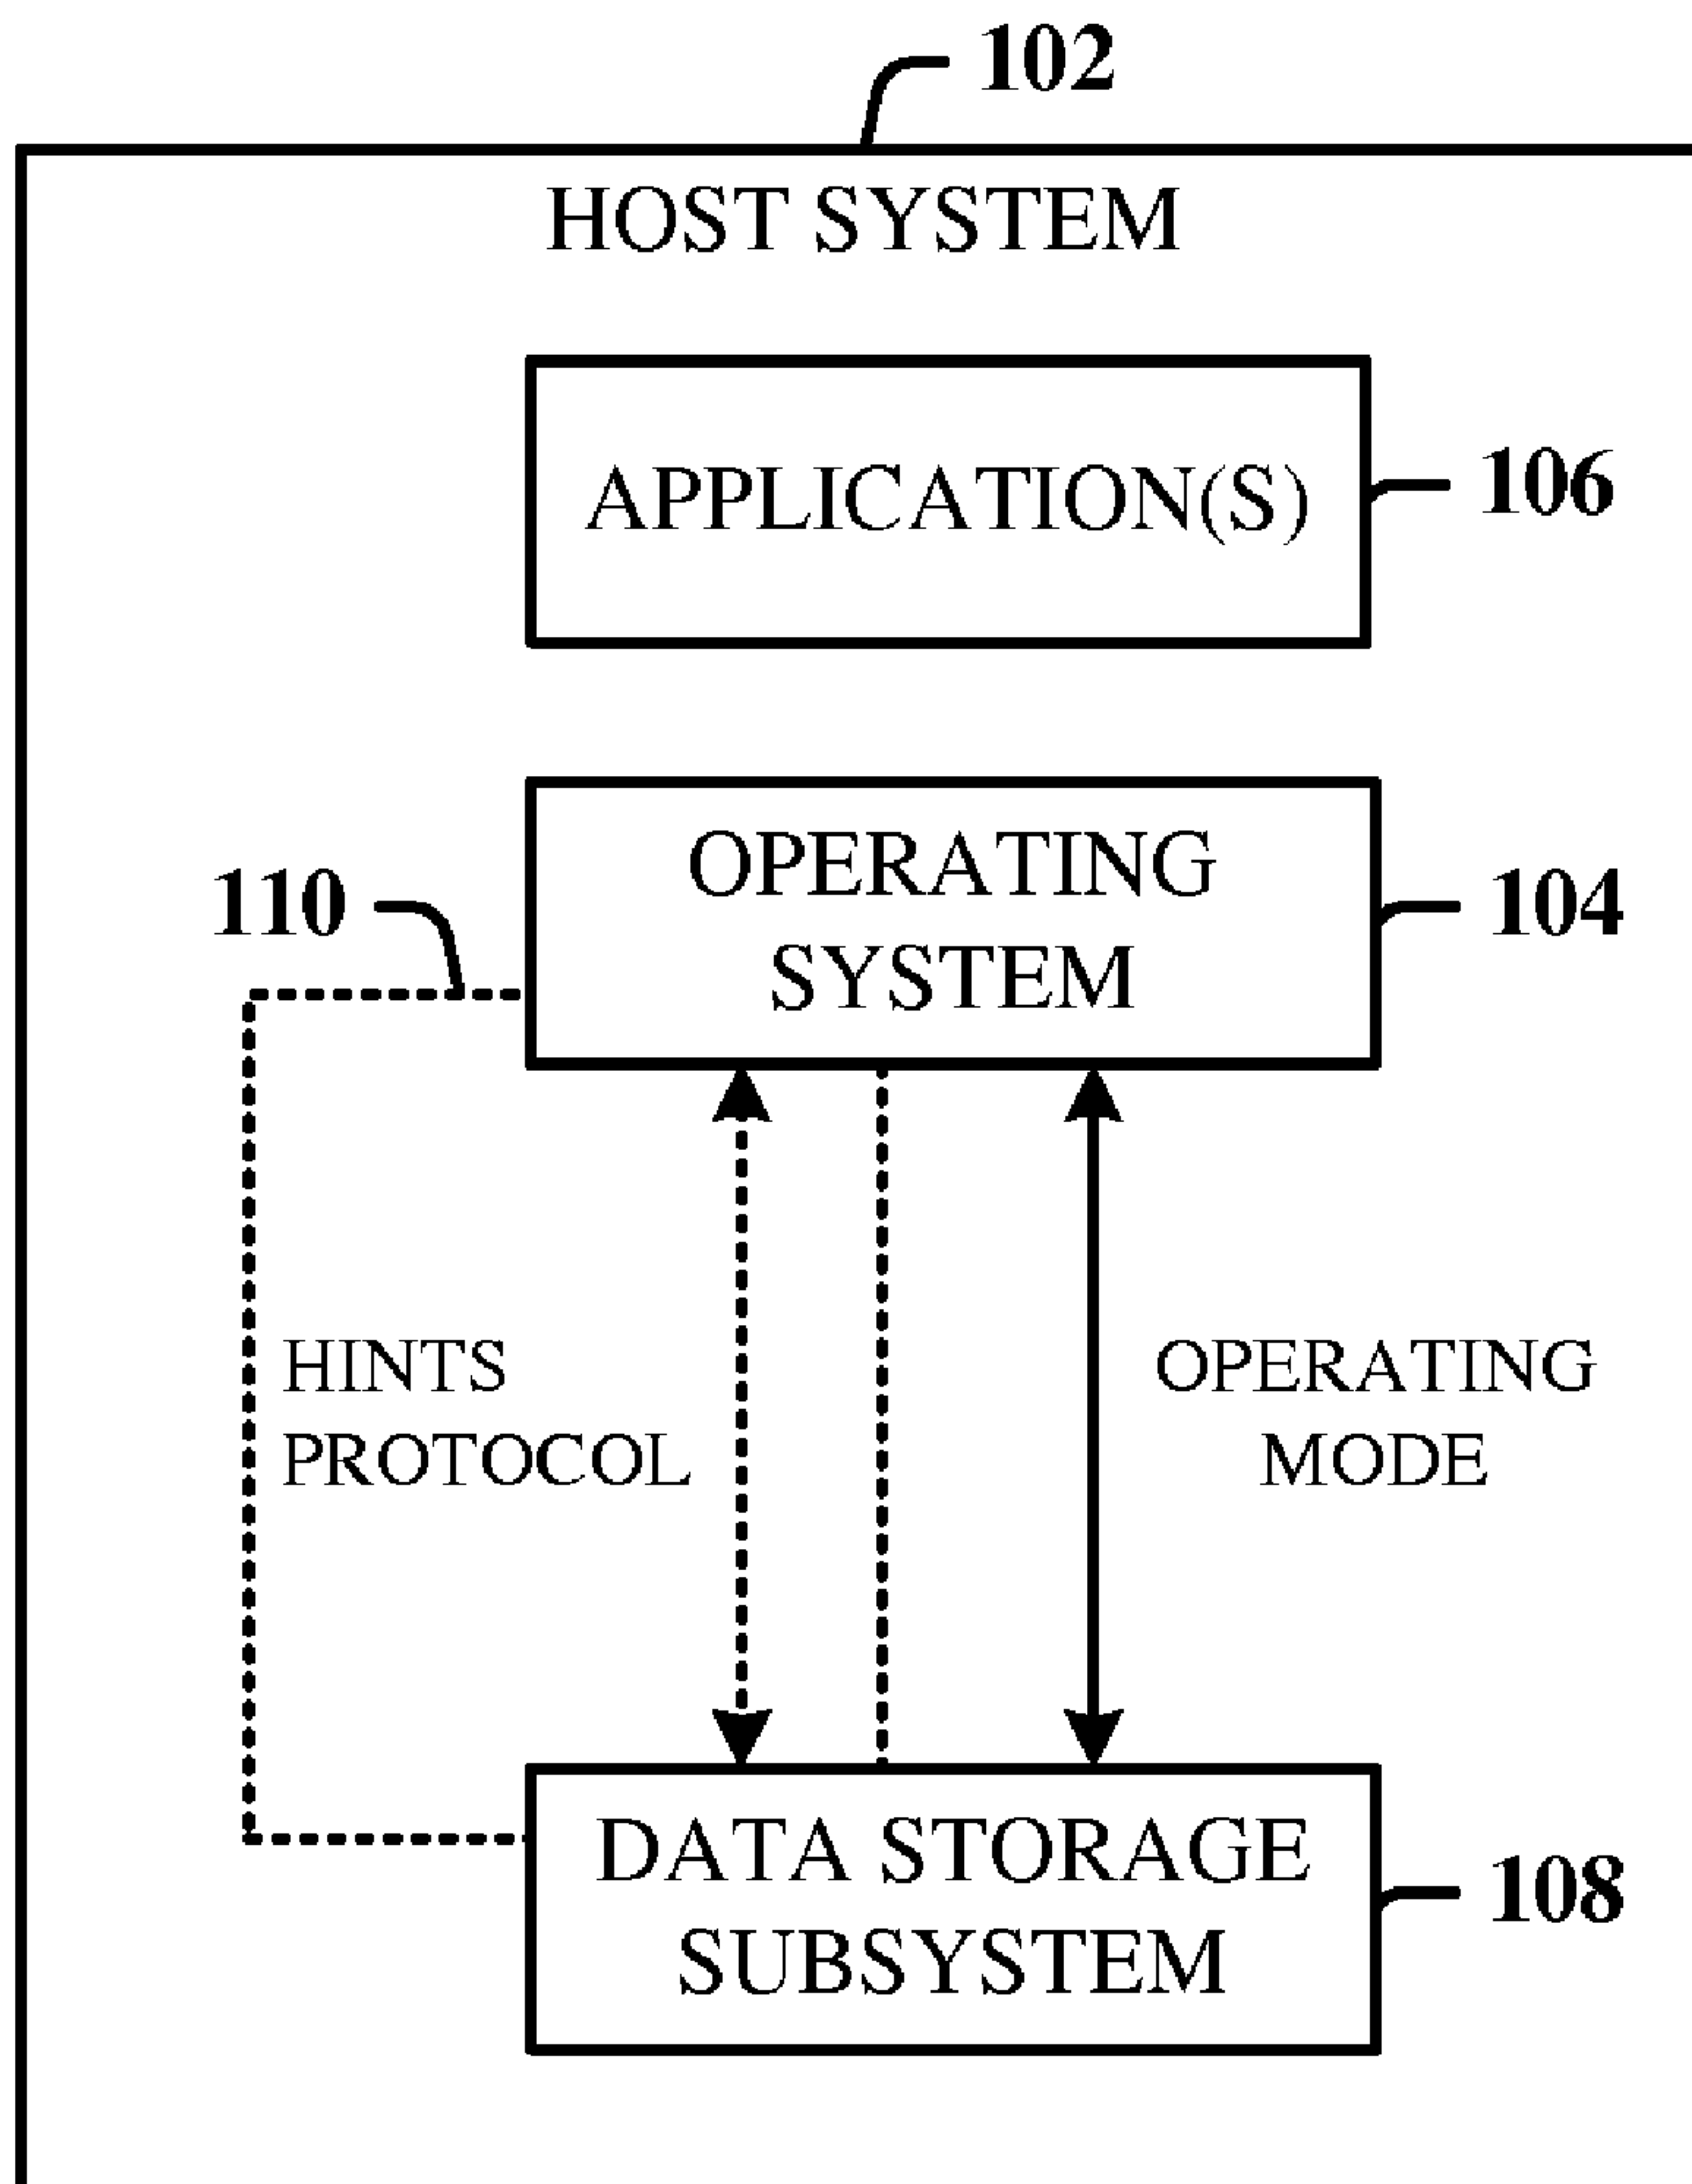 102
HOST SYSTEM
APPLICATION(S)
106
OPERATING
SYSTEM
110
104
HINTS
PROTOCOL
OPERATING
MODE
DATA STORAGE
SUBSYSTEM
108